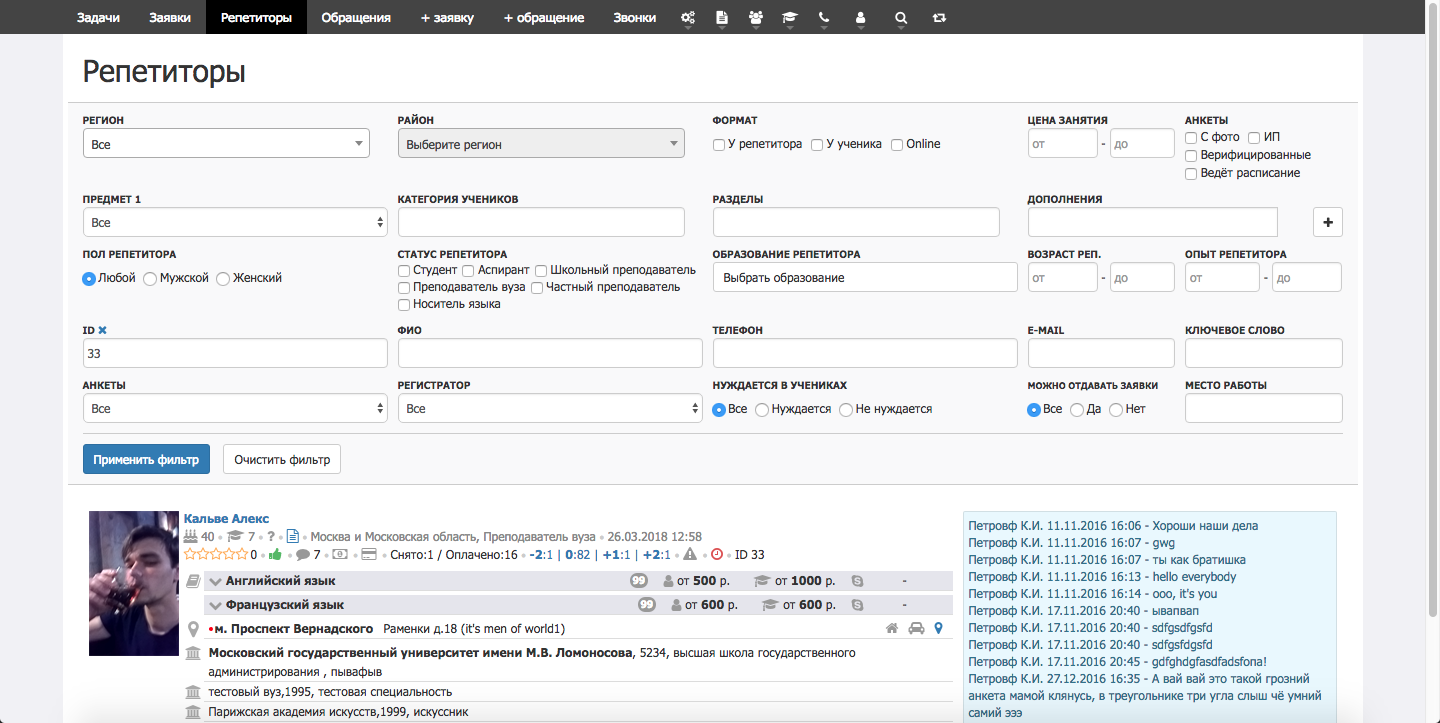 Задачи Заявки Репетиторы Обращения + заявку + обращение Звонки
Репетиторы
РЕГИОН РАЙОН ФОРМАТ ЦЕНА ЗАНЯТИЯ АНКЕТЫ
Все Выберите регион У репетитора У ученика Online от - до С фото ИП
Верифицированные
Ведёт расписание
ПРЕДМЕТ 1 КАТЕГОРИЯ УЧЕНИКОВ РАЗДЕЛЫ ДОПОЛНЕНИЯ
Все +
ПОЛ РЕПЕТИТОРА СТАТУС РЕПЕТИТОРА ОБРАЗОВАНИЕ РЕПЕТИТОРА ВОЗРАСТ РЕП. ОПЫТ РЕПЕТИТОРА
Любой Мужской Женский Студент Аспирант Школьный преподаватель Выбрать образование от - до от - до
Преподаватель вуза Частный преподаватель
Носитель языка
ID ФИО ТЕЛЕФОН E-MAIL КЛЮЧЕВОЕ СЛОВО
33
АНКЕТЫ РЕГИСТРАТОР НУЖДАЕТСЯ В УЧЕНИКАХ МОЖНО ОТДАВАТЬ ЗАЯВКИ МЕСТО РАБОТЫ
Все Все Все Нуждается Не нуждается Все Да Нет
Применить фильтр Очистить фильтр
Кальве Алекс
40 • 7 • ? • • Москва и Московская область, Преподаватель вуза • 26.03.2018 12:58
0 • • 7 • • • Снято:1 / Оплачено:16 • -2:1 | 0:82 | +1:1 | +2:1 • • • ID 33
Английский язык 99 от 500 р. от 1000 р. -
Французский язык 99 от 600 р. от 600 р. -
•м. Проспект Вернадского Раменки д.18 (it's men of world1)
Московский государственный университет имени М.В. Ломоносова, 5234, высшая школа государственного
администрирования , пывафыв
тестовый вуз,1995, тестовая специальность
Парижская академия искусств,1999, искуссник
Петровф К.И. 11.11.2016 16:06 - Хороши наши дела
Петровф К.И. 11.11.2016 16:07 - gwg
Петровф К.И. 11.11.2016 16:07 - ты как братишка
Петровф К.И. 11.11.2016 16:13 - hello everybody
Петровф К.И. 11.11.2016 16:14 - ooo, it's you
Петровф К.И. 17.11.2016 20:40 - ывапвап
Петровф К.И. 17.11.2016 20:40 - sdfgsdfgsfd
Петровф К.И. 17.11.2016 20:40 - sdfgsfdgsfd
Петровф К.И. 17.11.2016 20:45 - gdfghdgfasdfadsfona!
Петровф К.И. 27.12.2016 16:35 - А вай вай это такой грозний
анкета мамой клянусь, в треугольнике три угла слыш чё умний
самий эээ